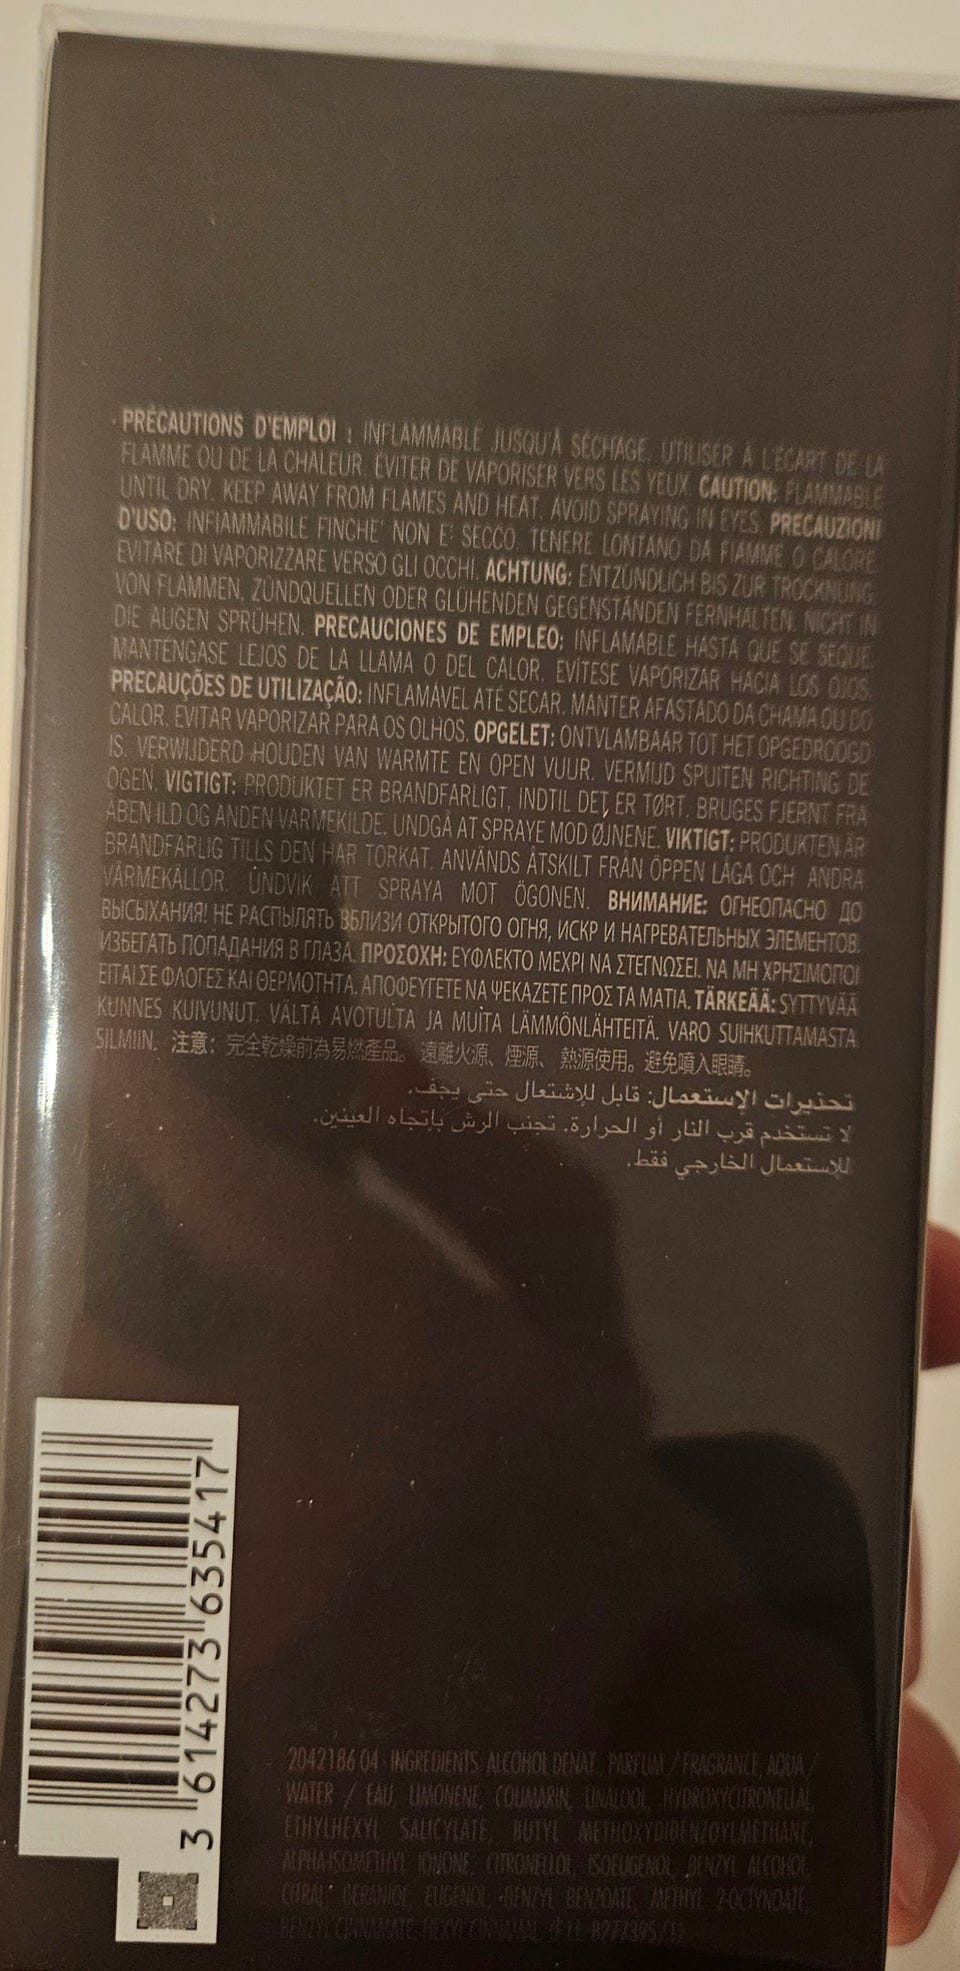 PRÉCAUTIONS D'EMPLOI : INFLAMMABLE JUSQU'À SÉCHAGE. UTILISER À L'ÉCART DE LA
FLAMME OU DE LA CHALEUR. ÉVITER DE VAPORISER VERS LES YEUX. CAUTION: FLAMMABLE
UNTIL DRY. KEEP AWAY FROM FLAMES AND HEAT. AVOID SPRAYING IN EYES. PRECAUZIONI
D'USO: INFIAMMABILE FINCHE' NON E' SECCO. TENERE LONTANO DA FIAMME O CALORE.
EVITARE DI VAPORIZZARE VERSO GLI OCCHI. ACHTUNG: ENTZÜNDLICH BIS ZUR TROCKNUNG.
VON FLAMMEN, ZÜNDQUELLEN ODER GLÜHENDEN GEGENSTÄNDEN FERNHALTEN. NICHT IN
DIE AUGEN SPRÜHEN. PRECAUCIONES DE EMPLEO: INFLAMABLE HASTA QUE SE SEQUE.
MANTENGASE LEJOS DE LA LLAMA O DEL CALOR. EVÍTESE VAPORIZAR HACIA LOS OJOS.
PRECAUÇÕES DE UTILIZAÇÃO: INFLAMÁVEL ATÉ SECAR. MANTER AFASTADO DA CHAMA OU DO
CALOR. EVITAR VAPORIZAR PARA OS OLHOS. OPGELET: ONTVLAMBAAR TOT HET OPGEDROOGD
IS. VERWIJDERD HOUDEN VAN WARMTE EN OPEN VUUR. VERMIJD SPUITEN RICHTING DE
OGEN. VIGTIGT: PRODUKTET ER BRANDFARLIGT, INDTIL DET ER TØRT. BRUGES FJERNT FRA
ÅBEN ILD OG ANDEN VARMEKILDE. UNDGÅ AT SPRAYE MOD ØJNENE. VIKTIGT: PRODUKTEN ÄR
BRANDFARLIG TILLS DEN HAR TORKAT. ANVÄNDS ÅTSKILT FRÅN ÖPPEN LÅGA OCH ANDRA
VÄRMEKÄLLOR. UNDVIK ATT SPRAYA MOT ÖGONEN. ВНИМАНИЕ: ОГНЕОПАСНО ДО
ВЫСЫХАНИЯ! НЕ РАСПЫЛЯТЬ ВБЛИЗИ ОТКРЫТОГО ОГНЯ, ИСКР И НАГРЕВАТЕЛЬНЫХ ЭЛЕМЕНТОВ.
ИЗБЕГАТЬ ПОПАДАНИЯ В ГЛАЗА. ΠΡΟΣΟΧΗ: ΕΥΦΛΕΚΤΟ ΜΕΧΡΙ ΝΑ ΣΤΕΓΝΩΣΕΙ. ΝΑ ΜΗ ΧΡΗΣΙΜΟΠΟΙ
ΕΙΤΑΙ ΣΕ ΦΛΟΓΕΣ ΚΑΙ ΘΕΡΜΟΤΗΤΑ. ΑΠΟΦΕΥΓΕΤΕ ΝΑ ΨΕΚΑΖΕΤΕ ΠΡΟΣ ΤΑ ΜΑΤΙΑ. TÄRKEÄÄ: SYTTYVÄÄ
KUNNES KUIVUNUT. VÄLTÄ AVOTULTA JA MUITA LÄMMÖNLÄHTEITÄ. VARO SUIHKUTTAMASTA
SILMIIN. 注意：完全乾燥前為易燃產品。 遠離火源、煙源、熱源使用。避免噴入眼睛。
تحذيرات الإستعمال: قابل للإشتعال حتى يجف.
لا تستخدم قرب النار أو الحرارة. تجنب الرش بإتجاه العينين.
للإستعمال الخارجي فقط.
3 614273 635417
2042186 04 - INGREDIENTS: ALCOHOL DENAT., PARFUM / FRAGRANCE, AQUA /
WATER / EAU, LIMONENE, COUMARIN, LINALOOL, HYDROXYCITRONELLAL,
ETHYLHEXYL SALICYLATE, BUTYL METHOXYDIBENZOYLMETHANE,
ALPHA-ISOMETHYL IONONE, CITRONELLOL, ISOEUGENOL, BENZYL ALCOHOL,
CITRAL, GERANIOL, EUGENOL, BENZYL BENZOATE, METHYL 2-OCTYNOATE,
BENZYL CINNAMATE, HEXYL CINNAMAL